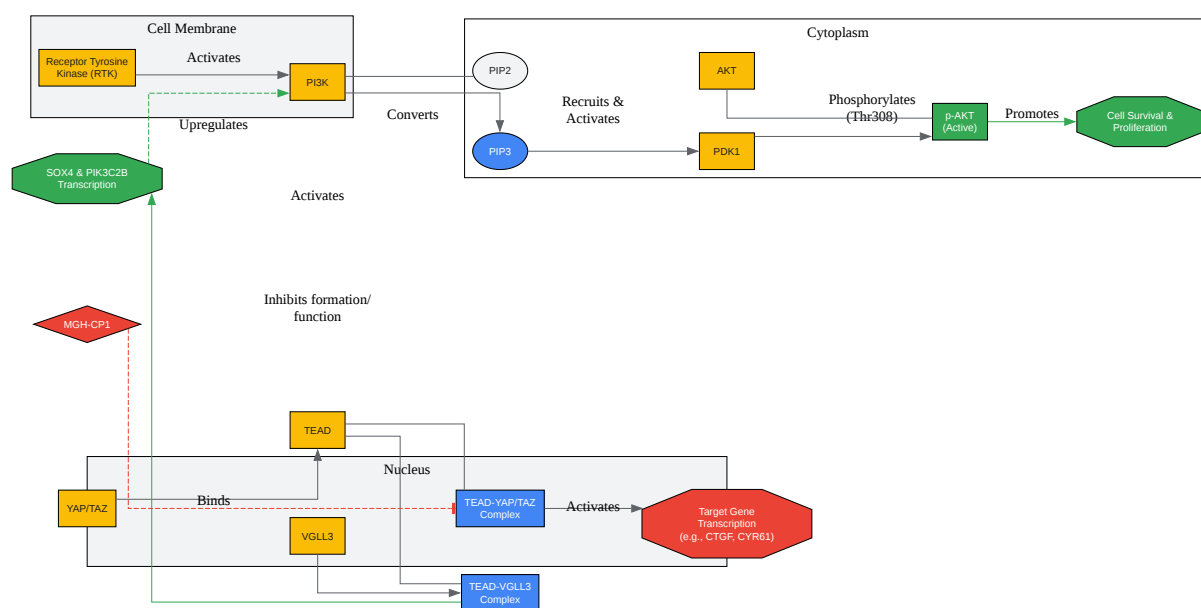 Cell Membrane
Cytoplasm
Receptor Tyrosine
Kinase (RTK)
Activates
PI3K
PIP2
AKT
Upregulates
Converts
Recruits &
Activates
Phosphorylates
(Thr308)
p-AKT
(Active)
Promotes
Cell Survival &
Proliferation
PIP3
PDK1
SOX4 & PIK3C2B
Transcription
Activates
Inhibits formation/
function
MGH-CP1
TEAD
Nucleus
YAP/TAZ
Binds
TEAD-YAP/TAZ
Complex
Activates
Target Gene
Transcription
(e.g., CTGF, CYR61)
VGLL3
TEAD-VGLL3
Complex